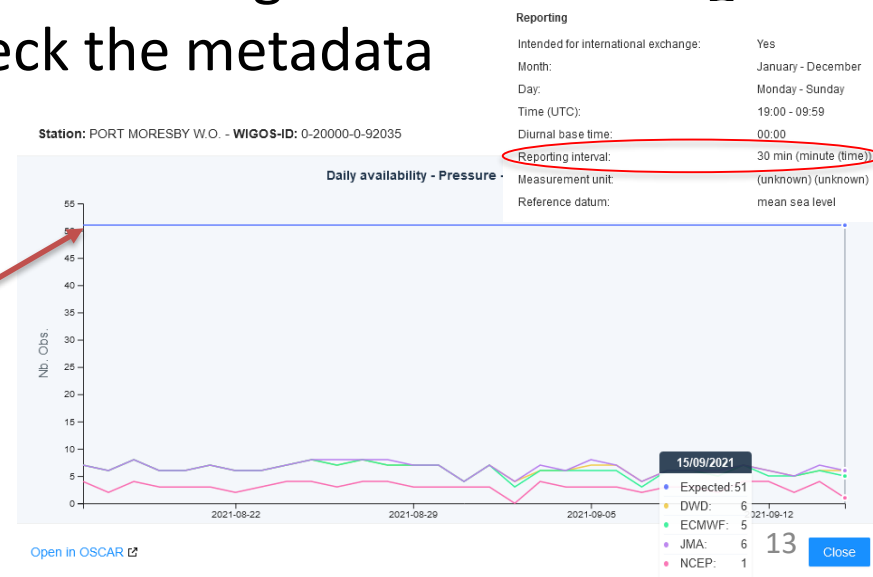 eck the metadata
Reporting
Intended for international exchange: Yes
Month: January - December
Day: Monday - Sunday
Time (UTC): 19:00 - 09:59
Diurnal base time: 00:00
Reporting interval: 30 min (minute (time))
Measurement unit: (unknown) (unknown)
Reference datum: mean sea level
Station: PORT MORESBY W.O. - WIGOS-ID: 0-20000-0-92035
Daily availability - Pressure -
Nb. Obs.
55
45
40
35
30
25
20
15
10
5
0
2021-08-22
2021-08-29
2021-09-05
21-09-12
15/09/2021
Expected: 51
DWD: 6
ECMWF: 5
JMA: 6
NCEP: 1
Open in OSCAR
13
Close